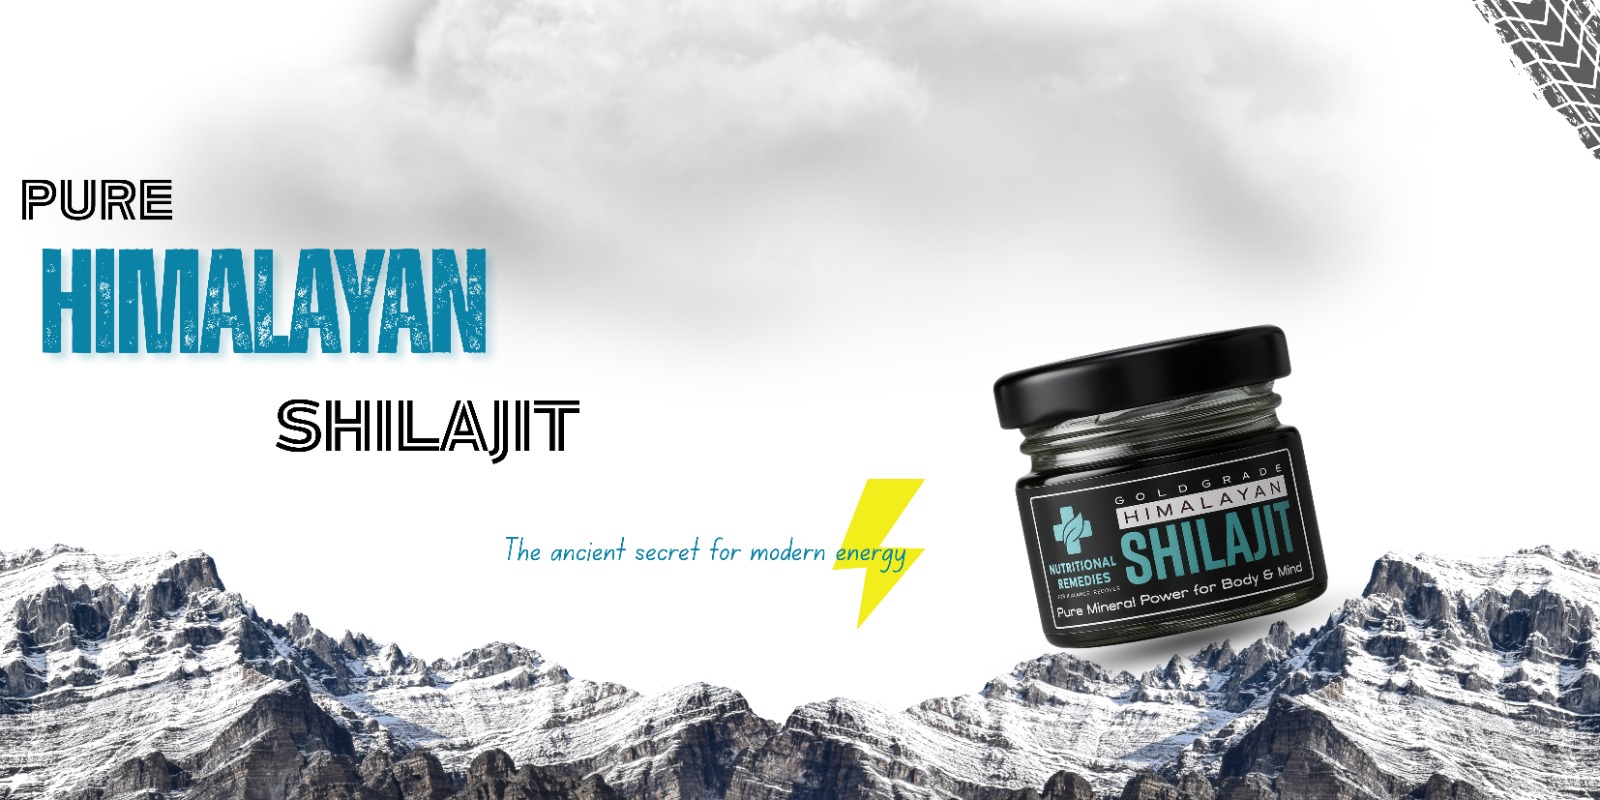 PURE
HIMALAYAN
SHILAJIT
The ancient secret for modern energy
GOLD GRADE
HIMALAYAN
SHILAJIT
NUTRITIONAL
REMEDIES
Pure Mineral Power for Body & Mind